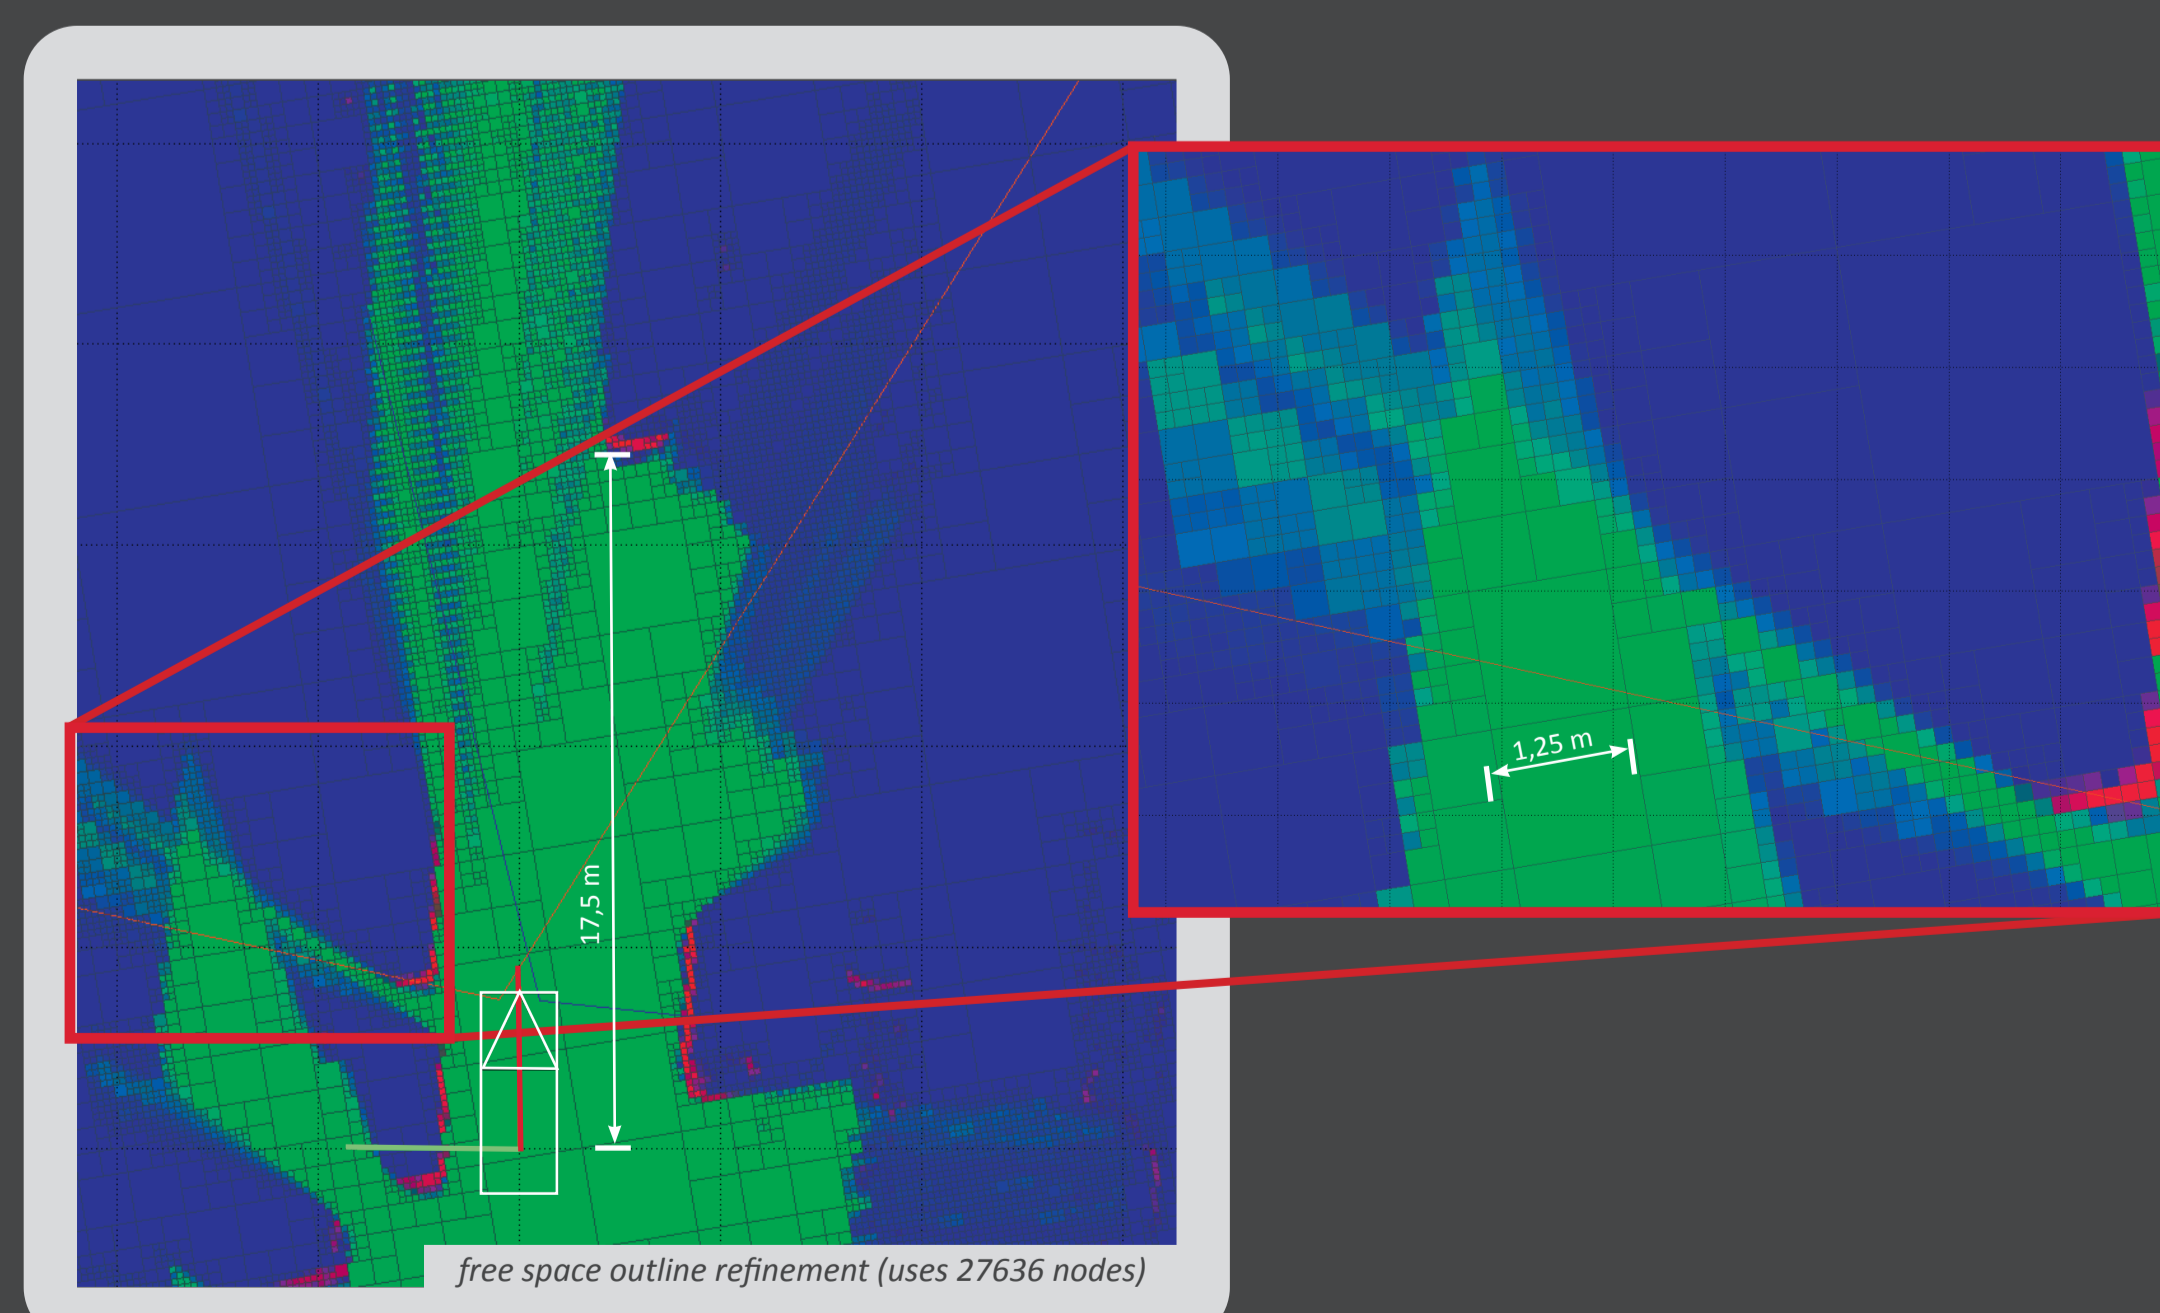 17,5 m
1,25 m
free space outline refinement (uses 27636 nodes)